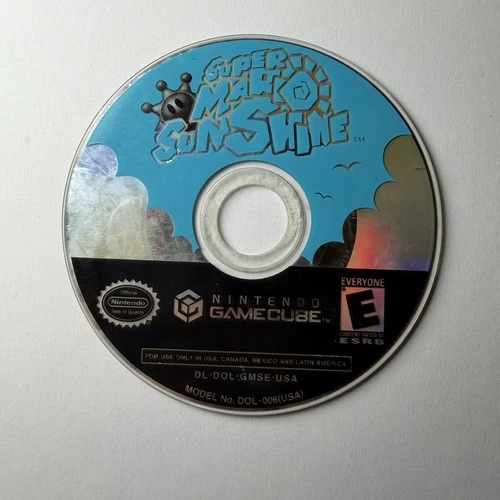 SUPER
MARIO
SUNSHINE TM
EVERYONE
E
CONTENT RATED BY
ESRB
Official
Nintendo
Seal of Quality
NINTENDO
GAMECUBE TM
FOR USE ONLY IN USA, CANADA, MEXICO AND LATIN AMERICA
DL-DOL-GMSE-USA
MODEL No. DOL-006(USA)